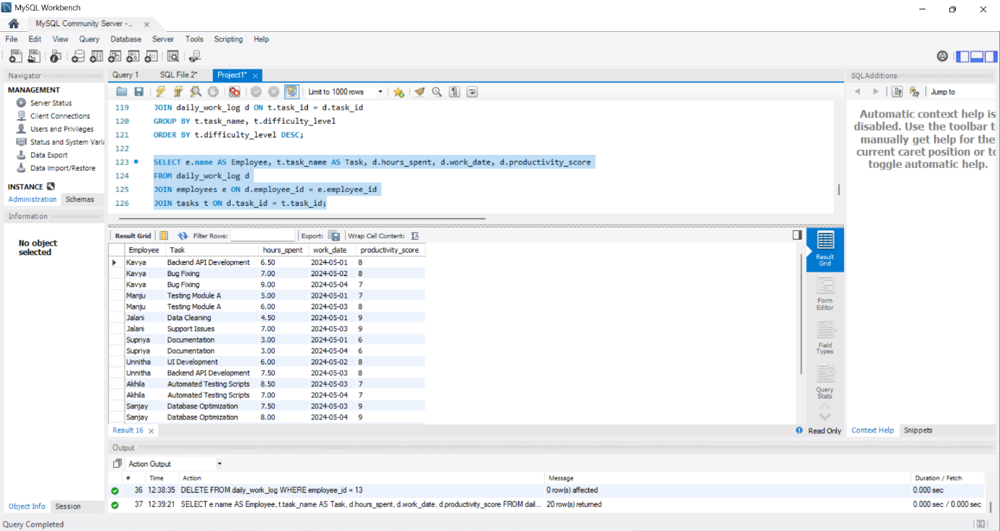 MySQL Workbench
MySQL Community Server -...
File Edit View Query Database Server Tools Scripting Help
Navigator
MANAGEMENT
Server Status
Client Connections
Users and Privileges
Status and System Varia
Data Export
Data Import/Restore
INSTANCE
Administration Schemas
Information
No object
selected
Object Info Session
Query 1 SQL File 2* Project1*
Limit to 1000 rows
119 JOIN daily_work_log d ON t.task_id = d.task_id
120 GROUP BY t.task_name, t.difficulty_level
121 ORDER BY t.difficulty_level DESC;
122
123 SELECT e.name AS Employee, t.task_name AS Task, d.hours_spent, d.work_date, d.productivity_score
124 FROM daily_work_log d
125 JOIN employees e ON d.employee_id = e.employee_id
126 JOIN tasks t ON d.task_id = t.task_id;
Result Grid Filter Rows: Export: Wrap Cell Content:
Employee Task hours_spent work_date productivity_score
Kavya Backend API Development 6.50 2024-05-01 8
Kavya Bug Fixing 7.00 2024-05-02 8
Kavya Bug Fixing 9.00 2024-05-04 7
Manju Testing Module A 5.00 2024-05-01 7
Manju Testing Module A 6.00 2024-05-03 8
Jalani Data Cleaning 4.50 2024-05-01 9
Jalani Support Issues 7.00 2024-05-03 9
Supriya Documentation 3.00 2024-05-01 6
Supriya Documentation 3.00 2024-05-04 6
Unnitha UI Development 6.00 2024-05-02 8
Unnitha Backend API Development 7.50 2024-05-03 8
Akhila Automated Testing Scripts 8.50 2024-05-03 7
Akhila Automated Testing Scripts 7.00 2024-05-04 7
Sanjay Database Optimization 7.50 2024-05-03 9
Sanjay Database Optimization 8.00 2024-05-04 9
Result
Grid
Form
Editor
Field
Types
Query
Stats
Result 16 Read Only
SQLAdditions
Jump to
Automatic context help is
disabled. Use the toolbar t
manually get help for the
current caret position or to
toggle automatic help.
Context Help Snippets
Output
Action Output
# Time Action Message Duration / Fetch
36 12:38:35 DELETE FROM daily_work_log WHERE employee_id = 13 0 row(s) affected 0.000 sec
37 12:39:21 SELECT e.name AS Employee, t.task_name AS Task, d.hours_spent, d.work_date, d.productivity_score FROM dail... 20 row(s) returned 0.000 sec / 0.000 sec
Query Completed